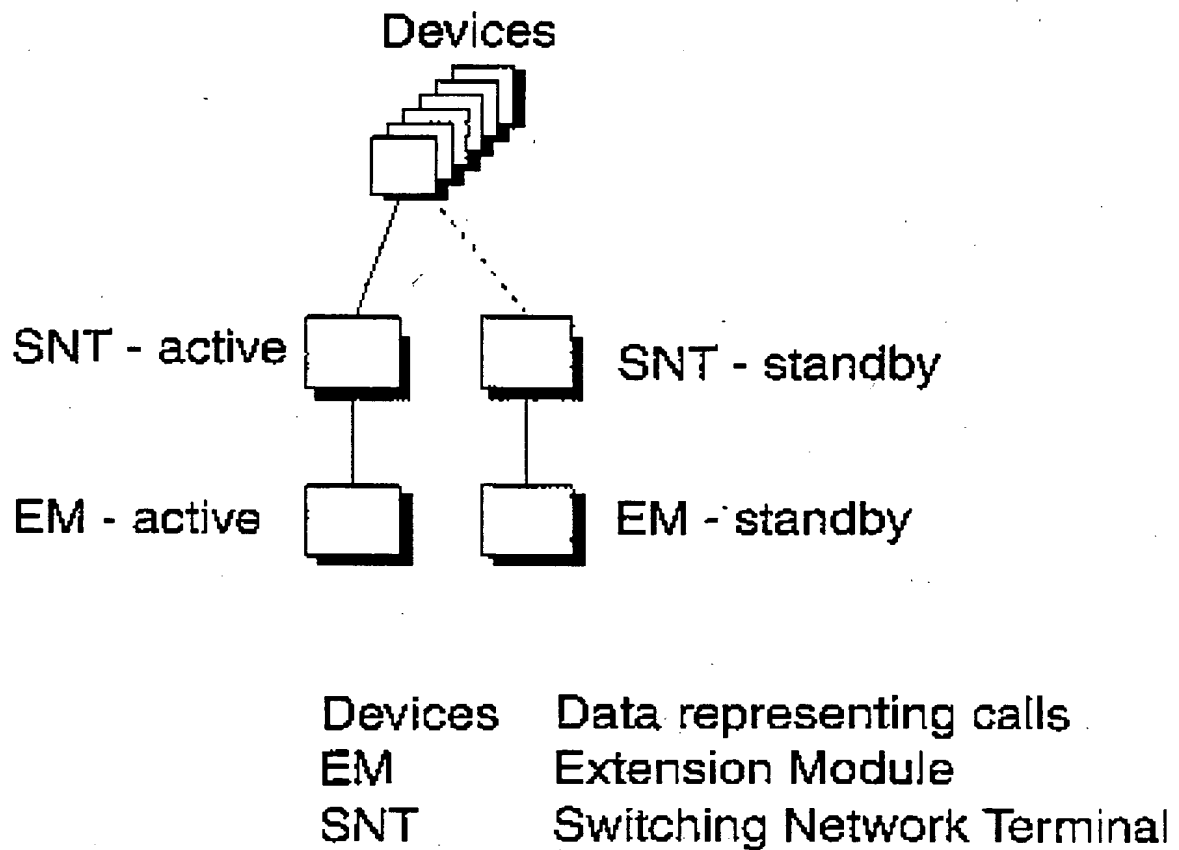 Devices
SNT - active
SNT - standby
EM - active
EM - standby
Devices Data representing calls
EM Extension Module
SNT Switching Network Terminal